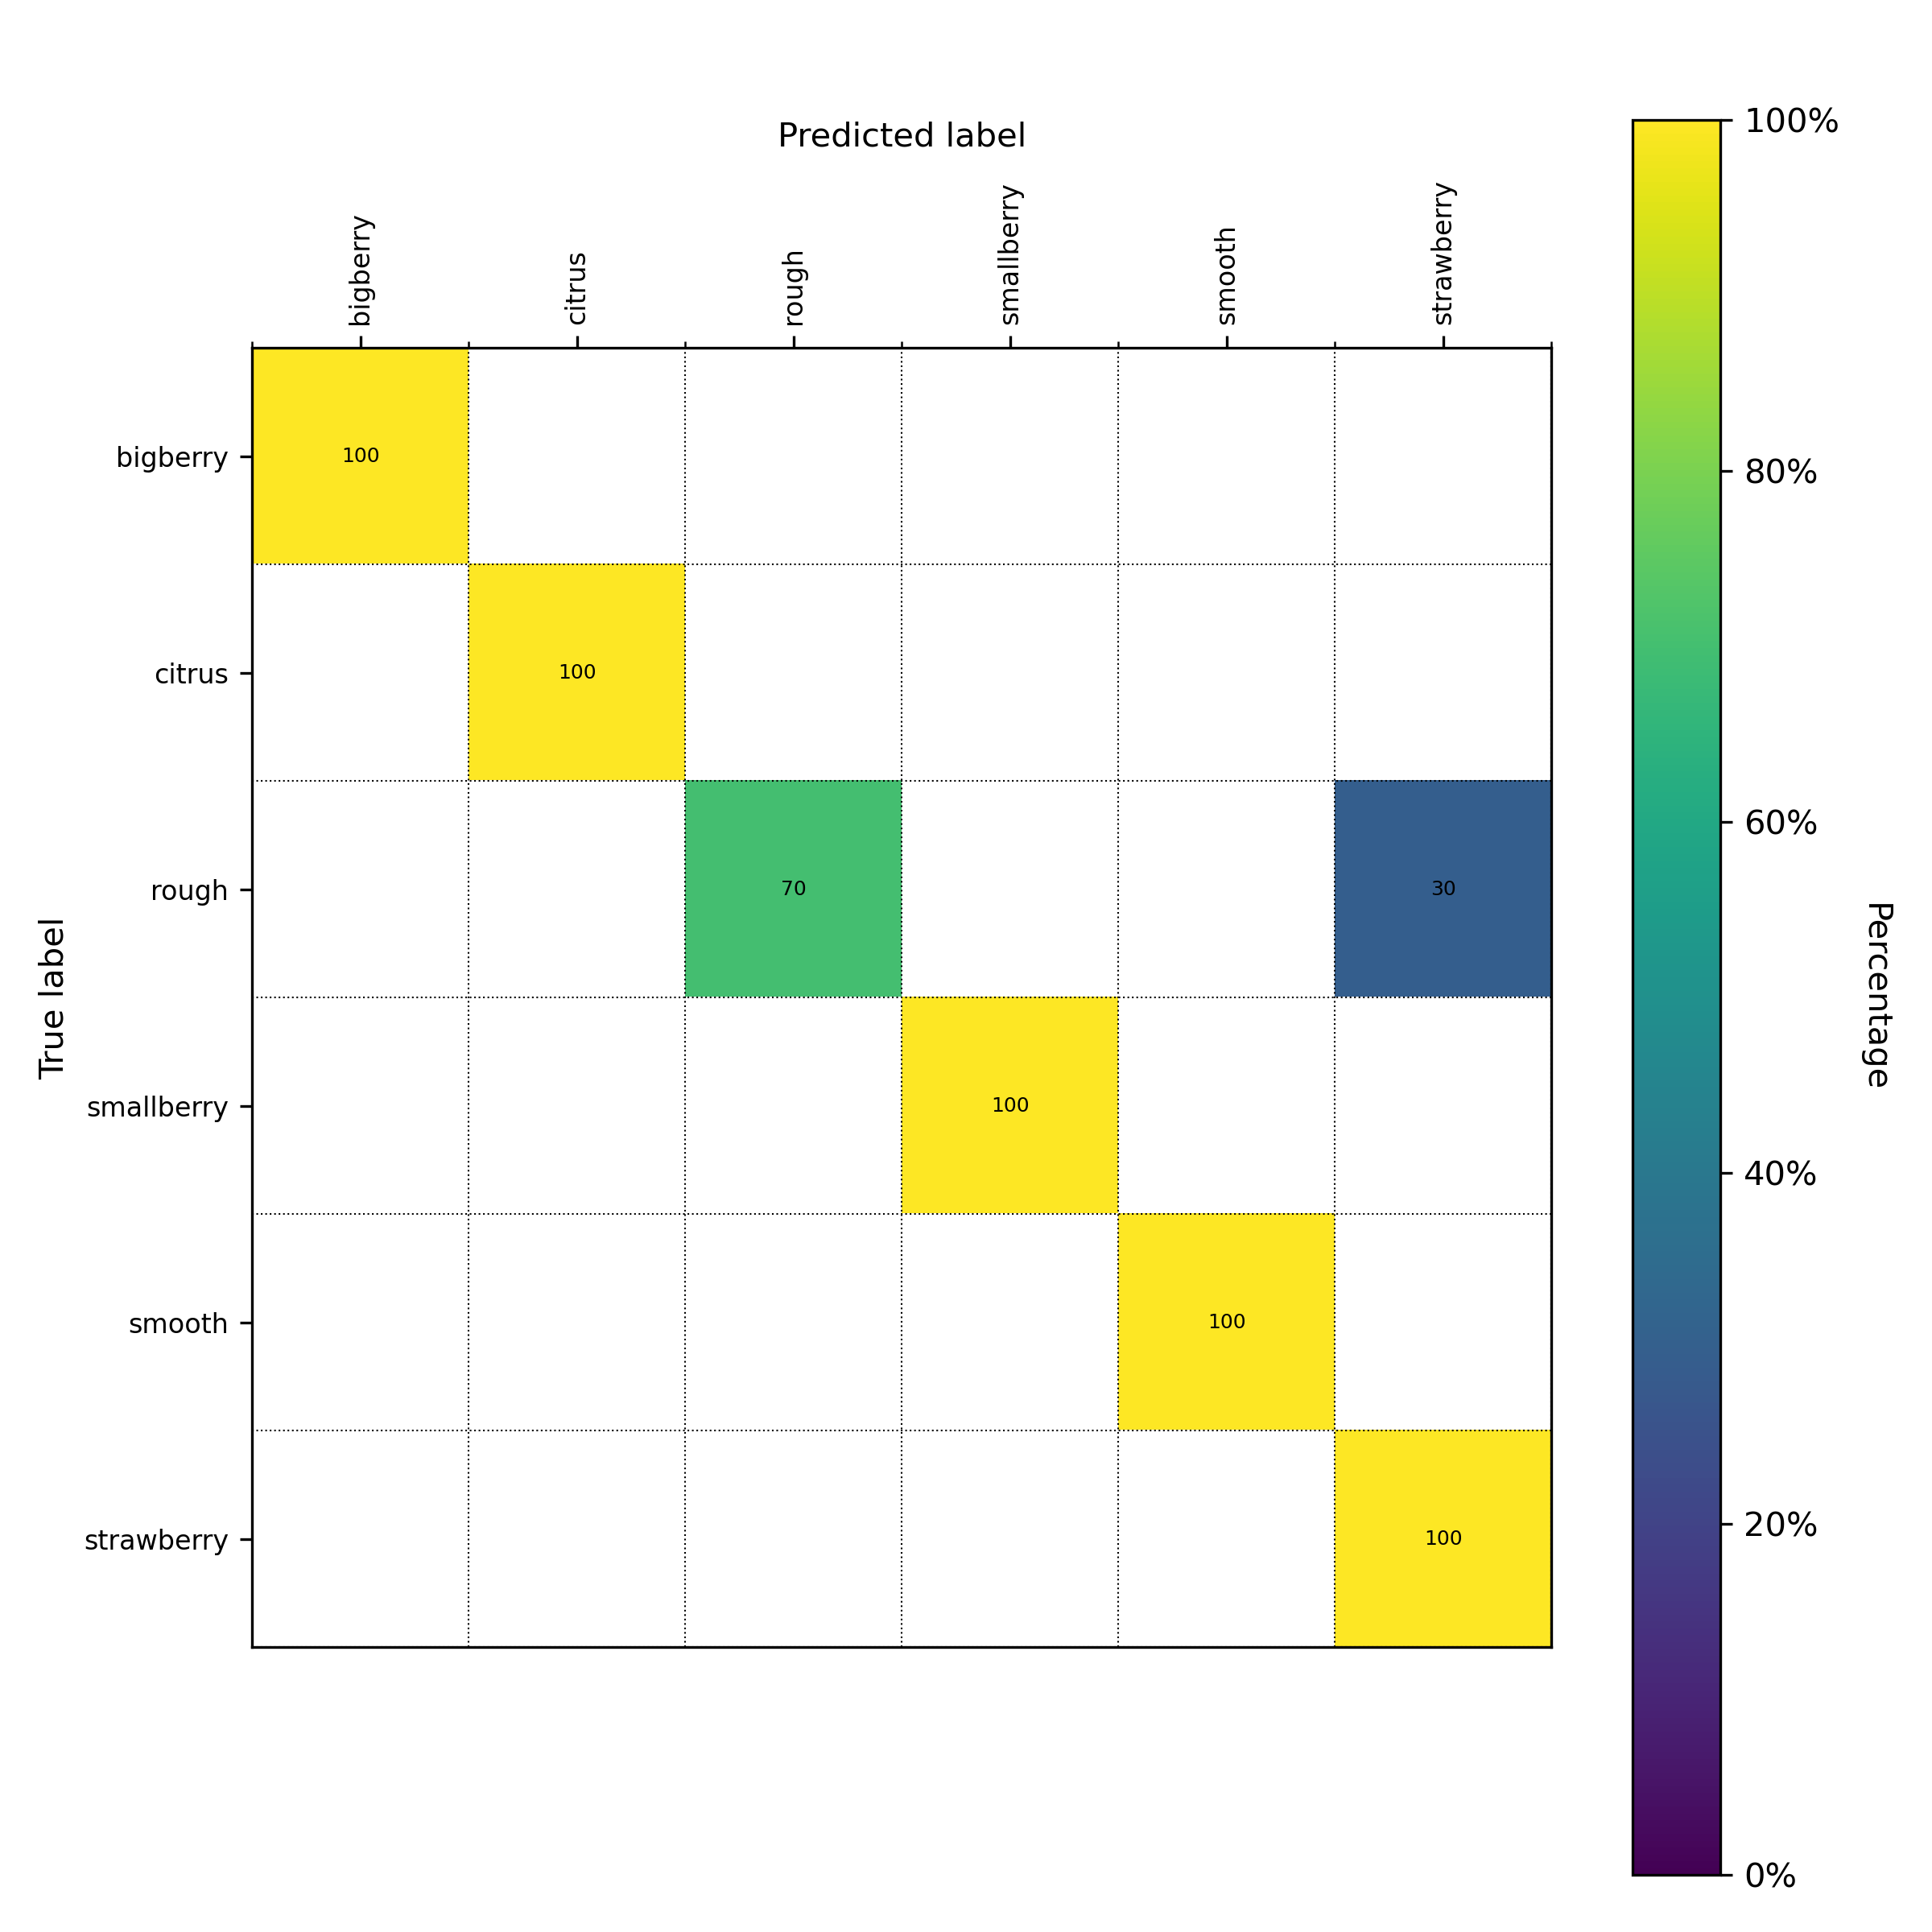 Predicted label
bigberry
citrus
rough
smallberry
smooth
strawberry
True label
bigberry
100
citrus
100
rough
70
30
smallberry
100
smooth
100
strawberry
100
100%
80%
60%
40%
20%
0%
Percentage